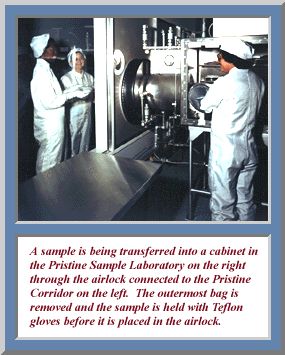 A sample is being transferred into a cabinet in
the Pristine Sample Laboratory on the right
through the airlock connected to the Pristine
Corridor on the left.  The outermost bag is
removed and the sample is held with Teflon
gloves before it is placed in the airlock.